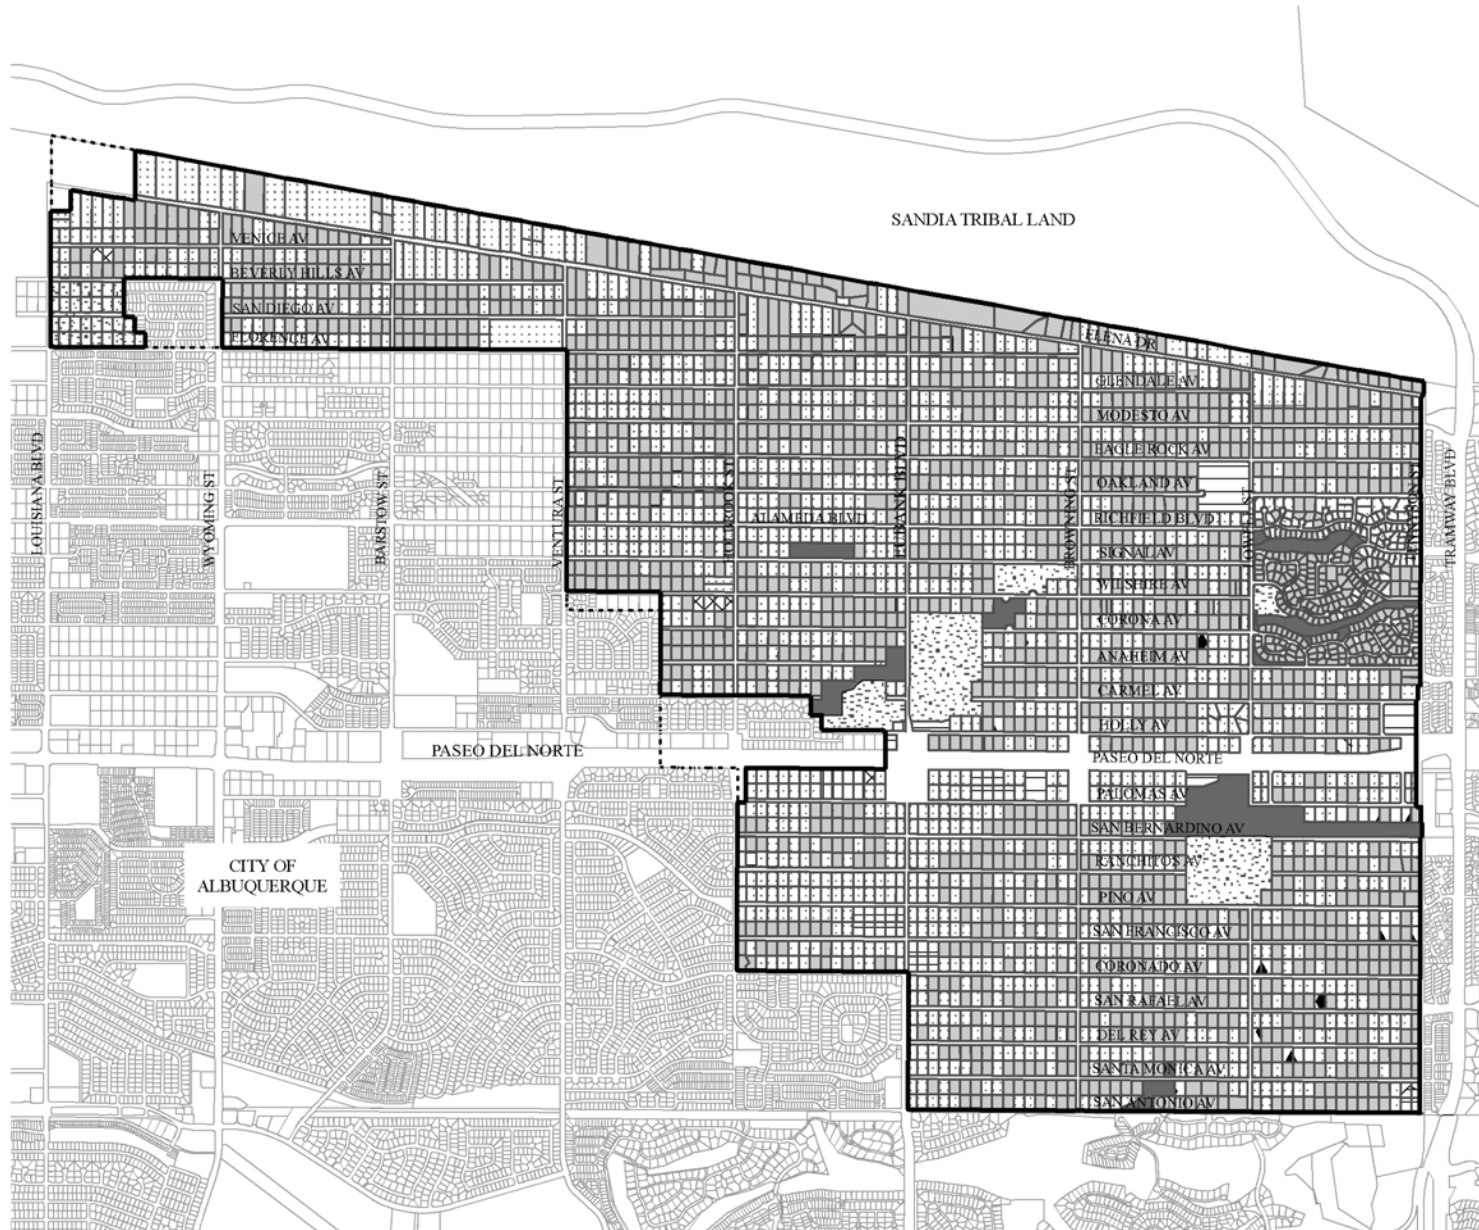 SANDIA TRIBAL LAND
VENICE AV
BEVERLY HILLS AV
SAN DIEGO AV
FLORENCE AV
ELENA DR
GLENDALE AV
MODESTO AV
EAGLE ROCK AV
OAKLAND AV
RICHFIELD BLVD
ALAMEDA BLVD
SIGNAL AV
WILSHIRE AV
CORONA AV
ANAHEIM AV
CARMEL AV
HOLLY AV
LOUISIANA BLVD
WYOMING ST
BARSTOW ST
VENTURA ST
HOLBROOK ST
EUBANK BLVD
BROWNING ST
TRAMWAY BLVD
PASEO DEL NORTE
PASEO DEL NORTE
PALOMAS AV
SAN BERNARDINO AV
RANCHITOS AV
PINO AV
SAN FRANCISCO AV
CORONADO AV
SAN RAFAEL AV
DEL REY AV
SANTA MONICA AV
SAN ANTONIO AV
CITY OF
ALBUQUERQUE